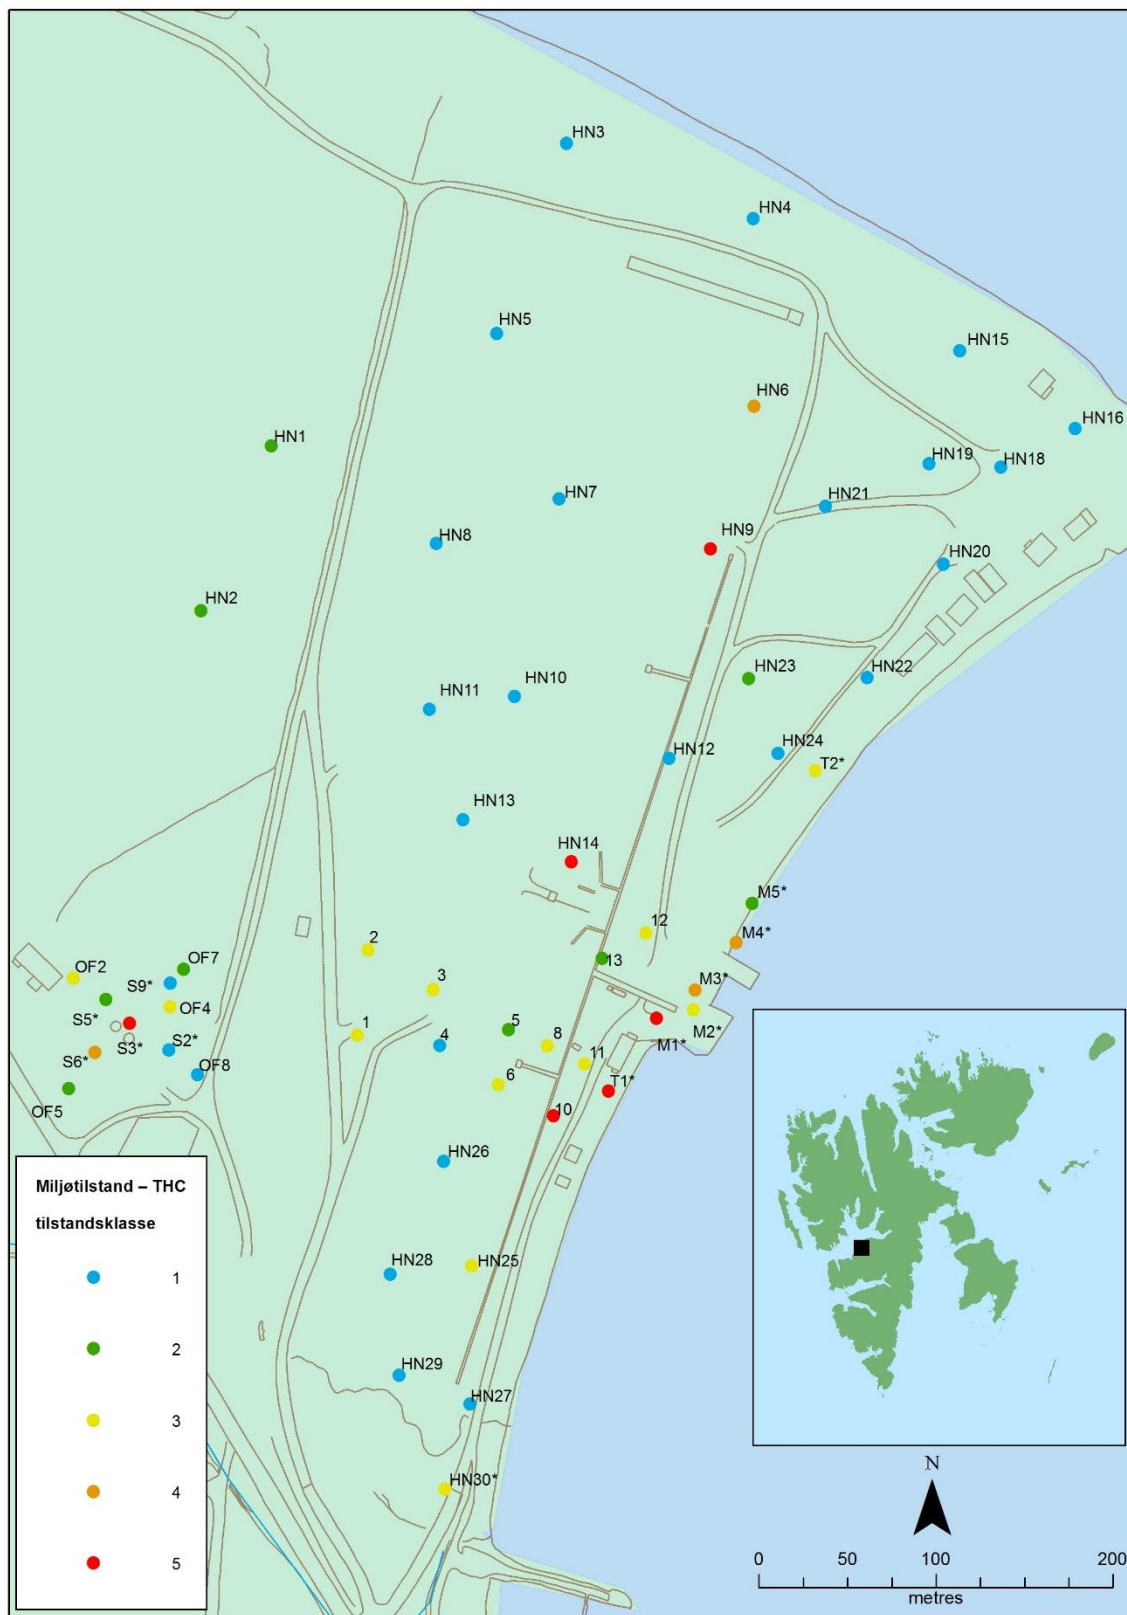 HN3
HN4
HN5
HN15
HN6
HN16
HN1
HN19
HN18
HN7
HN21
HN8
HN9
HN20
HN2
HN23
HN22
HN11
HN10
HN12
HN24
T2*
HN13
HN14
M5*
12
2
M4*
13
OF7
OF2
S9*
3
M3*
OF4
S5*
5
M2*
S3*
S2*
1
4
8
M1*
S6*
11
OF8
6
T1*
OF5
10
HN26
Miljøtilstand – THC
tilstandsklasse
HN28
HN25
1
2
HN29
HN27
3
HN30*
4
5
N
0 50 100 200
metres